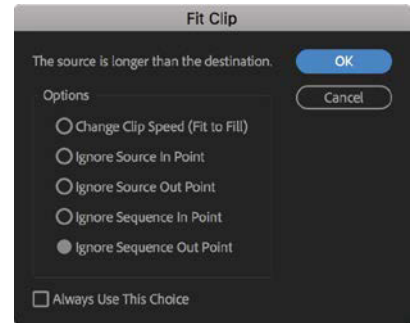 Fit Clip
The source is longer than the destination.
OK
Options
Cancel
Change Clip Speed (Fit to Fill)
Ignore Source In Point
Ignore Source Out Point
Ignore Sequence In Point
Ignore Sequence Out Point
Always Use This Choice